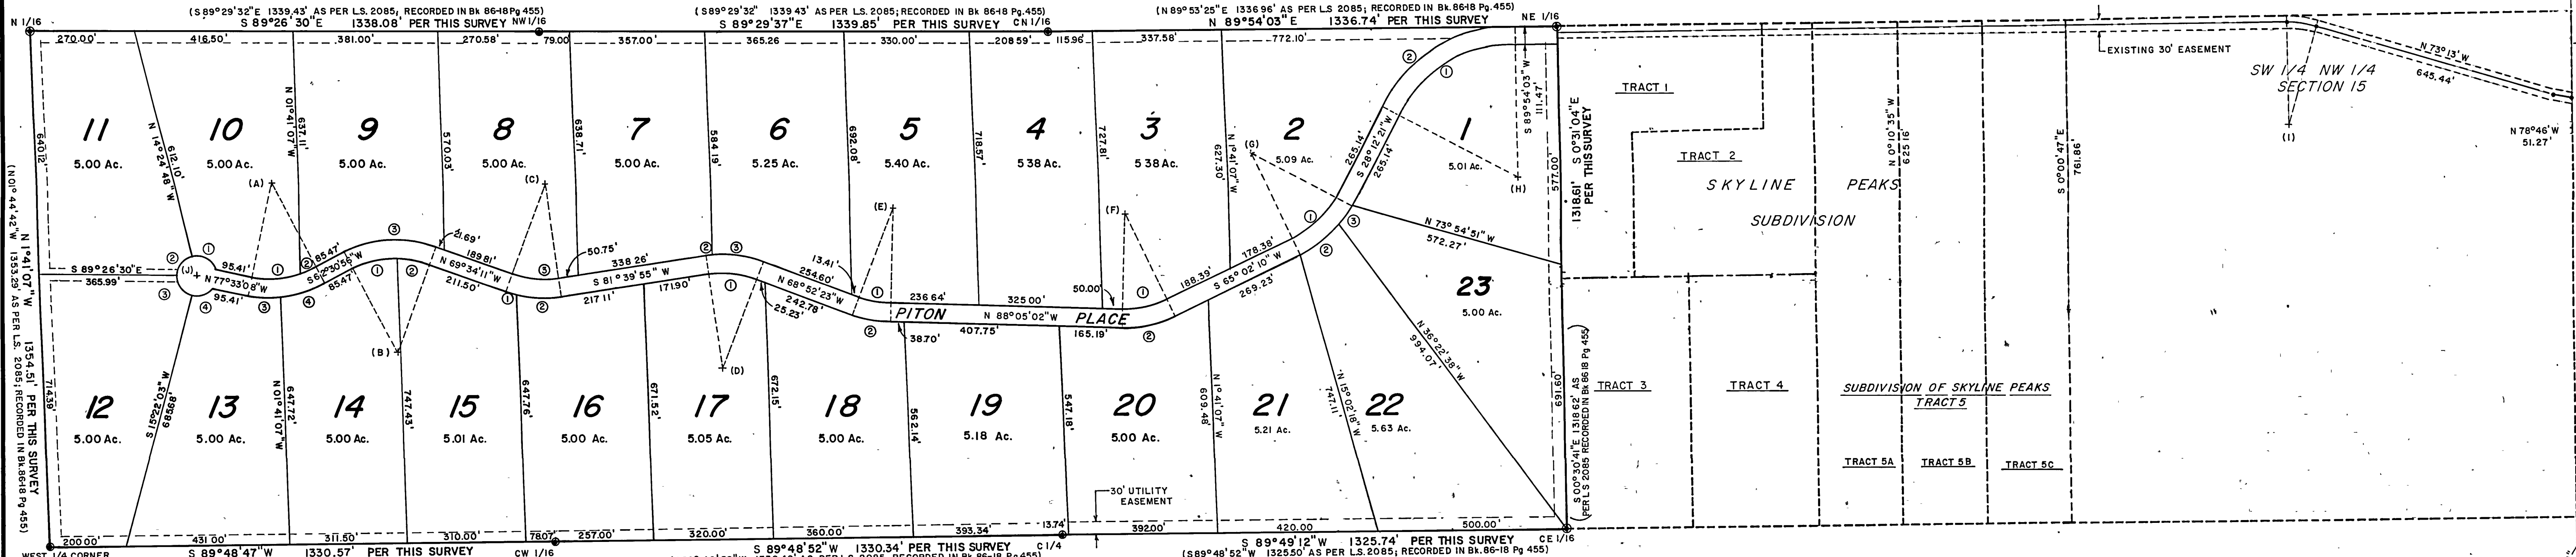 (S 89°29'32"E 1339.43' AS PER L.S. 2085; RECORDED IN Bk 86-18 Pg.455)
(S89°29'32" 1339 43' AS PER L.S. 2085; RECORDED IN Bk. 86-18 Pg.455)
(N 89°53'25"E 1336 96' AS PER L.S 2085; RECORDED IN Bk.86-18 Pg.455)
N 1/16
S 89°26'30"E 1338.08' PER THIS SURVEY NW 1/16
S 89°29'37"E 1339.85' PER THIS SURVEY CN 1/16
N 89°54'03"E 1336.74' PER THIS SURVEY
NE 1/16
270.00' 416.50' 381.00' 270.58' 79.00' 357.00' 365.26 330.00' 208 59' 115.96' 337.58' 772.10'
EXISTING 30' EASEMENT
N 73°13' W
645.44'
SW 1/4 NW 1/4
SECTION 15
N 78°46'W
51.27'
(I)
11
5.00 Ac.
10
5.00 Ac.
9
5.00 Ac.
8
5.00 Ac.
7
5.00 Ac.
6
5.25 Ac.
5
5.40 Ac.
4
5 38 Ac.
3
5 38 Ac.
2
5.09 Ac.
1
5.01 Ac.
640.12'
N 14°24'48" W
612.10'
N 01°41'07"W
637.11'
570.03'
638.71'
584.19'
692.08'
718.57'
727.81'
N 1°41'07"W
627.30'
265.14'
S 28°12'21"W
265.14'
S 89°54'03"W
111.47'
577.00'
1318.61' S 0°31'04"E
PER THIS SURVEY
TRACT 1
TRACT 2
SKYLINE PEAKS
SUBDIVISION
N 0°10'35"W
625.16'
S 0°00'47"E
761.86'
(A)
(B)
(C)
(D)
(E)
(F)
(G)
(H)
(J)
S 89°26'30"E
365.99'
95.41'
N 77°33'08"W
95.41'
85.47'
S 62°30'56"W
85.47'
21.69'
189.81'
N 69°34'11"W
211.50'
50.75'
338 26'
S 81°39'55" W
217.11' 171.90'
13.41'
254.60'
N 68°52'23"W
242.78'
25.23'
236 64' 325 00'
PITON N 88°05'02"W PLACE
38.70' 407.75' 165.19'
50.00'
188.39' 178.38'
S 65°02'10"W
269.23'
N 73°54'51"W
572.27'
23
5.00 Ac.
N 36°22'38"W
994.07'
(N 01°44'42"W 1353.29' AS PER L.S. 2085; RECORDED IN Bk.86-18 Pg 455)
N 1°41'07"W 1354.51' PER THIS SURVEY
714.39'
12
5.00 Ac.
S 15°22'03"W
685.68'
13
5.00 Ac.
N 01°41'07"W
647.72'
14
5.00 Ac.
747.43'
15
5.01 Ac.
647.76'
16
5.00 Ac.
671.52'
17
5.05 Ac.
672.15'
18
5.00 Ac.
562.14'
19
5.18 Ac.
547.18'
20
5.00 Ac.
N 1°41'07"W
609.48'
21
5.21 Ac.
N 15°02'18"W
747.11'
22
5.63 Ac.
691.60'
S 00°30'41"E 1318 62' AS
PER LS 2085 RECORDED IN Bk 86-18 Pg 455
TRACT 3
TRACT 4
SUBDIVISION OF SKYLINE PEAKS
TRACT 5
TRACT 5A
TRACT 5B
TRACT 5C
30' UTILITY
EASEMENT
200.00' 431.00' 311.50' 310.00' 78.07' 257.00' 320.00' 360.00' 393.34' 13.74' 392.00' 420.00' 500.00'
WEST 1/4 CORNER
S 89°48'47"W 1330.57' PER THIS SURVEY
CW 1/16
S 89°48'52"W 1330.34' PER THIS SURVEY
C 1/4
S 89°49'12"W 1325.74' PER THIS SURVEY
CE 1/16
(S89°48'52"W 1325.50' AS PER L.S. 2085; RECORDED IN Bk. 86-18 Pg 455)